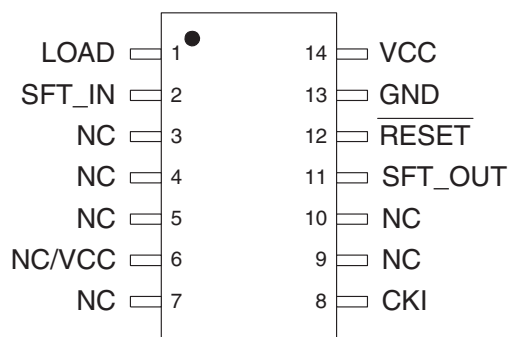 LOAD 1 14 VCC
SFT_IN 2 13 GND
NC 3 12 RESET
NC 4 11 SFT_OUT
NC 5 10 NC
NC/VCC 6 9 NC
NC 7 8 CKI